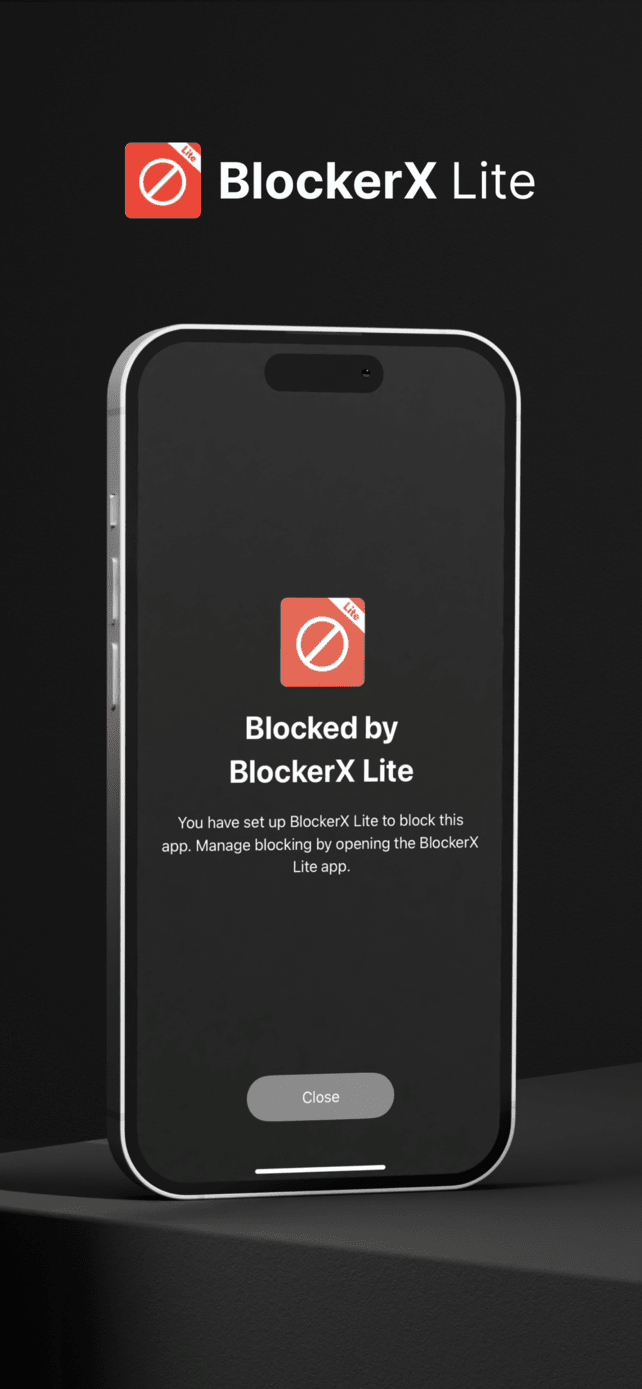 Lite
BlockerX Lite
Lite
Blocked by
BlockerX Lite
You have set up BlockerX Lite to block this
app. Manage blocking by opening the BlockerX
Lite app.
Close